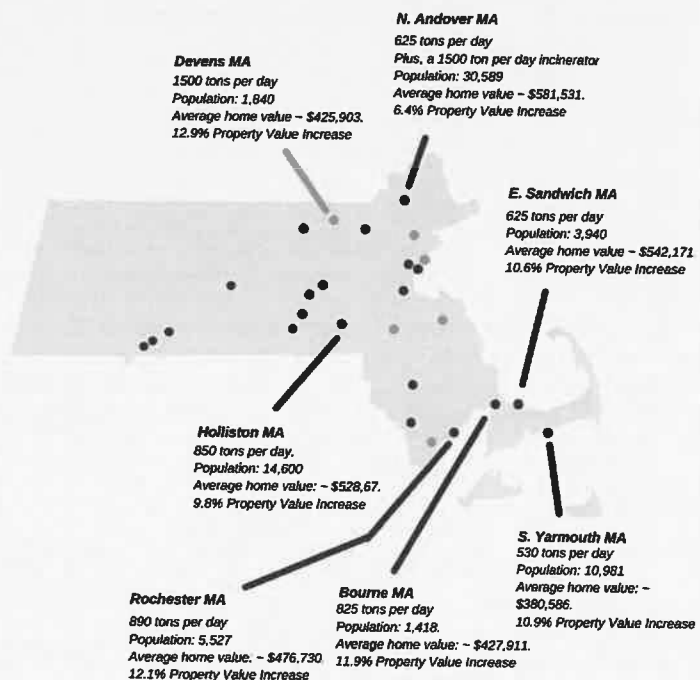 N. Andover MA
625 tons per day
Plus, a 1500 ton per day incinerator
Population: 30,589
Average home value ~ $581,531.
6.4% Property Value Increase
Devens MA
1500 tons per day
Population: 1,840
Average home value ~ $425,903.
12.9% Property Value Increase
E. Sandwich MA
625 tons per day
Population: 3,940
Average home value ~ $542,171
10.6% Property Value Increase
Holliston MA
850 tons per day.
Population: 14,600
Average home value: ~ $528,67.
9.8% Property Value Increase
S. Yarmouth MA
530 tons per day
Population: 10,981
Average home value: ~
$380,586.
10.9% Property Value Increase
Rochester MA
890 tons per day
Population: 5,527
Average home value. ~ $476,730
12.1% Property Value Increase
Bourne MA
825 tons per day
Population: 1,418.
Average home value: ~ $427,911.
11.9% Property Value Increase